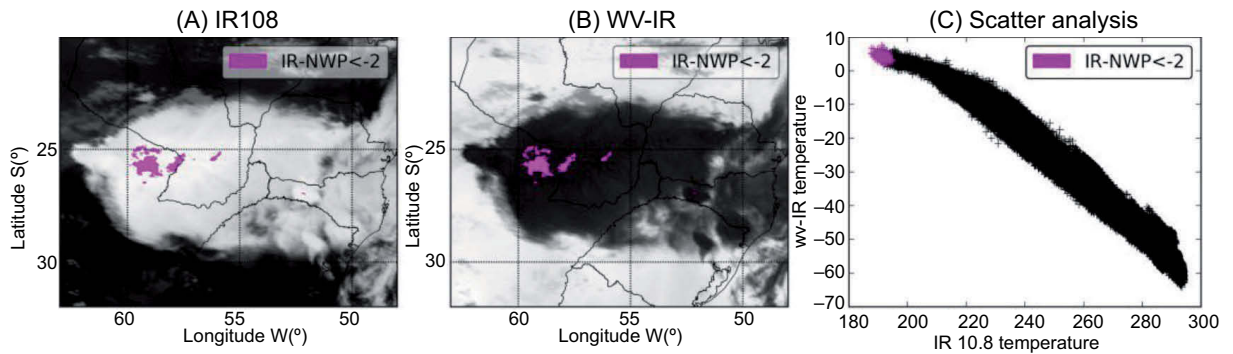 (A) IR108
IR-NWP<-2
Latitude S(º)
25
30
60
55
50
Longitude W(º)
(B) WV-IR
IR-NWP<-2
Latitude S(º)
25
30
60
55
50
Longitude W(º)
(C) Scatter analysis
IR-NWP<-2
wv-IR temperature
10
0
−10
−20
−30
−40
−50
−60
−70
180
200
220
240
260
280
300
IR 10.8 temperature